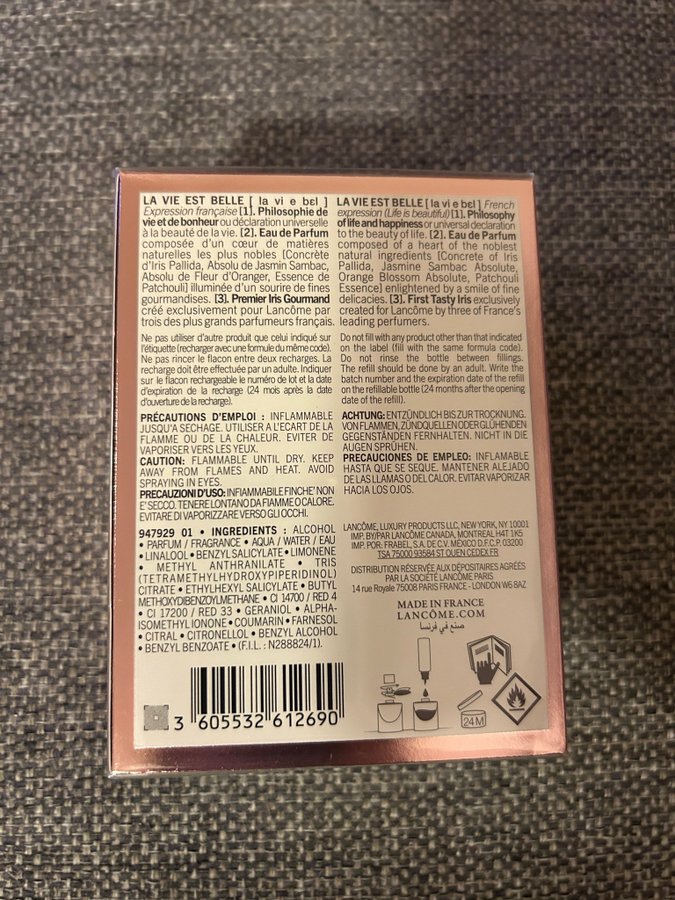 LA VIE EST BELLE [ la vi e bɛl ]
Expression française [1]. Philosophie de
vie et de bonheur ou déclaration universelle
à la beauté de la vie. [2]. Eau de Parfum
composée d'un cœur de matières
naturelles les plus nobles [Concrète
d'Iris Pallida, Absolu de Jasmin Sambac,
Absolu de Fleur d'Oranger, Essence de
Patchouli] illuminée d'un sourire de fines
gourmandises. [3]. Premier Iris Gourmand
créé exclusivement pour Lancôme par
trois des plus grands parfumeurs français.
Ne pas utiliser d'autre produit que celui indiqué sur
l'étiquette (recharger avec une formule du même code).
Ne pas rincer le flacon entre deux recharges. La
recharge doit être effectuée par un adulte. Indiquer
sur le flacon rechargeable le numéro de lot et la date
d'expiration de la recharge (24 mois après la date
d'ouverture de la recharge).
PRÉCAUTIONS D'EMPLOI : INFLAMMABLE
JUSQU'A SECHAGE. UTILISER A L'ECART DE LA
FLAMME OU DE LA CHALEUR. EVITER DE
VAPORISER VERS LES YEUX.
CAUTION: FLAMMABLE UNTIL DRY. KEEP
AWAY FROM FLAMES AND HEAT. AVOID
SPRAYING IN EYES.
PRECAUZIONI D'USO: INFIAMMABILE FINCHE' NON
E' SECCO. TENERE LONTANO DA FIAMME O CALORE.
EVITARE DI VAPORIZZARE VERSO GLI OCCHI.
947929 01 • INGREDIENTS : ALCOHOL
• PARFUM / FRAGRANCE • AQUA / WATER / EAU
• LINALOOL • BENZYL SALICYLATE • LIMONENE
• METHYL ANTHRANILATE • TRIS
(TETRAMETHYLHYDROXYPIPERIDINOL)
CITRATE • ETHYLHEXYL SALICYLATE • BUTYL
METHOXYDIBENZOYLMETHANE • CI 14700 / RED 4
• CI 17200 / RED 33 • GERANIOL • ALPHA-
ISOMETHYL IONONE • COUMARIN • FARNESOL
• CITRAL • CITRONELLOL • BENZYL ALCOHOL
• BENZYL BENZOATE • (F.I.L. : N288824/1).
3 605532 612690
LA VIE EST BELLE [ la vi e bɛl ] French
expression (Life is beautiful) [1]. Philosophy
of life and happiness or universal declaration
to the beauty of life. [2]. Eau de Parfum
composed of a heart of the noblest
natural ingredients [Concrete of Iris
Pallida, Jasmine Sambac Absolute,
Orange Blossom Absolute, Patchouli
Essence] enlightened by a smile of fine
delicacies. [3]. First Tasty Iris exclusively
created for Lancôme by three of France's
leading perfumers.
Do not fill with any product other than that indicated
on the label (fill with the same formula code).
Do not rinse the bottle between fillings.
The refill should be done by an adult. Write the
batch number and the expiration date of the refill
on the refillable bottle (24 months after the opening
date of the refill).
ACHTUNG: ENTZÜNDLICH BIS ZUR TROCKNUNG.
VON FLAMMEN, ZÜNDQUELLEN ODER GLÜHENDEN
GEGENSTÄNDEN FERNHALTEN. NICHT IN DIE
AUGEN SPRÜHEN.
PRECAUCIONES DE EMPLEO: INFLAMABLE
HASTA QUE SE SEQUE. MANTENER ALEJADO
DE LAS LLAMAS O DEL CALOR. EVITAR VAPORIZAR
HACIA LOS OJOS.
LANCÔME, LUXURY PRODUCTS LLC, NEW YORK, NY 10001
IMP. BY/PAR LANCÔME CANADA, MONTREAL H4T 1K5
IMP. POR: FRABEL, S.A. DE C.V. MÉXICO D.F.C.P. 03200
TSA 75000 93584 ST OUEN CEDEX FR
DISTRIBUTION RÉSERVÉE AUX DÉPOSITAIRES AGRÉÉS
PAR LA SOCIÉTÉ LANCÔME PARIS
14 rue Royale 75008 PARIS FRANCE - LONDON W6 8AZ
MADE IN FRANCE
LANCÔME.COM
صنع في فرنسا
24 M